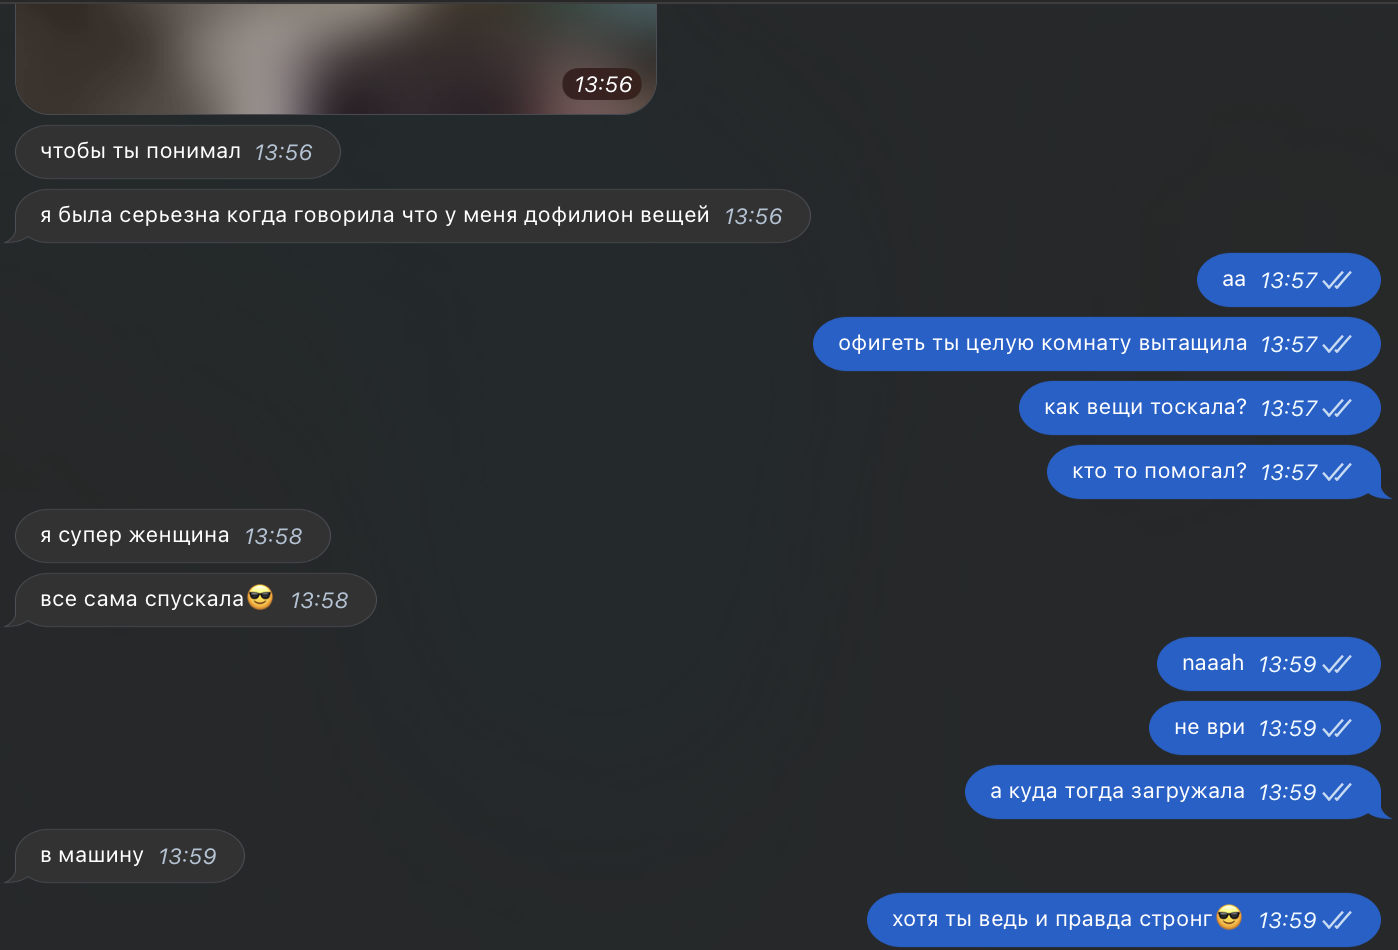 13:56
чтобы ты понимал 13:56
я была серьезна когда говорила что у меня дофилион вещей 13:56
аа 13:57
офигеть ты целую комнату вытащила 13:57
как вещи тоскала? 13:57
кто то помогал? 13:57
я супер женщина 13:58
все сама спускала😎 13:58
naaah 13:59
не ври 13:59
а куда тогда загружала 13:59
в машину 13:59
хотя ты ведь и правда стронг😎 13:59